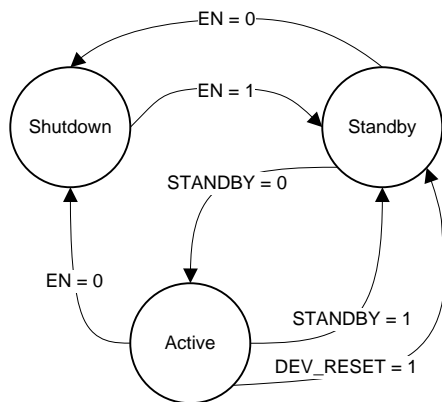 EN = 0
EN = 1
Shutdown
Standby
STANDBY = 0
EN = 0
STANDBY = 1
Active
DEV_RESET = 1